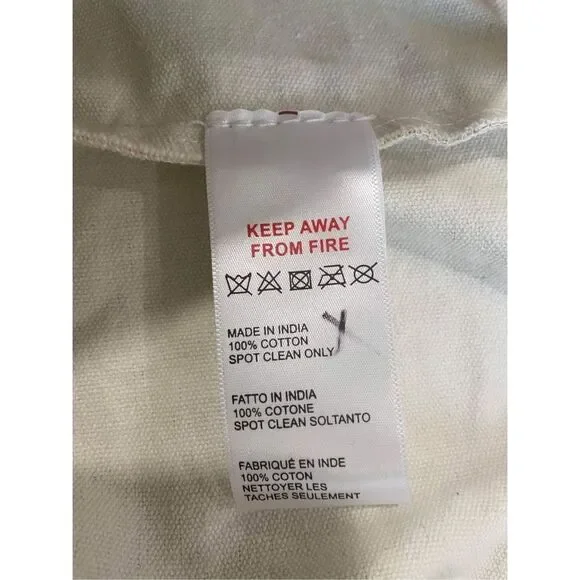 KEEP AWAY
FROM FIRE
MADE IN INDIA
100% COTTON
SPOT CLEAN ONLY
FATTO IN INDIA
100% COTONE
SPOT CLEAN SOLTANTO
FABRIQUÉ EN INDE
100% COTON
NETTOYER LES
TACHES SEULEMENT